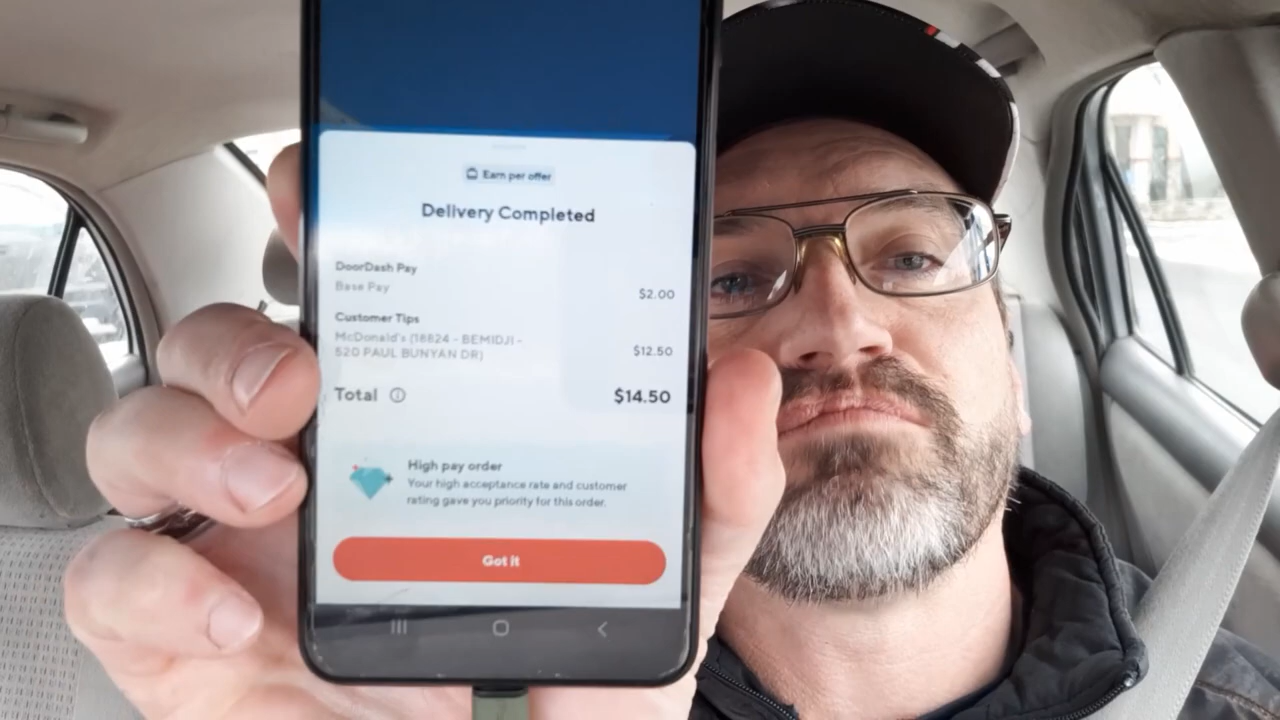 Earn per offer
Delivery Completed
DoorDash Pay
Base Pay
$2.00
Customer Tips
McDonald's (18824 - BEMIDJI -
520 PAUL BUNYAN DR)
$12.50
Total
$14.50
High pay order
Your high acceptance rate and customer
rating gave you priority for this order.
Got it